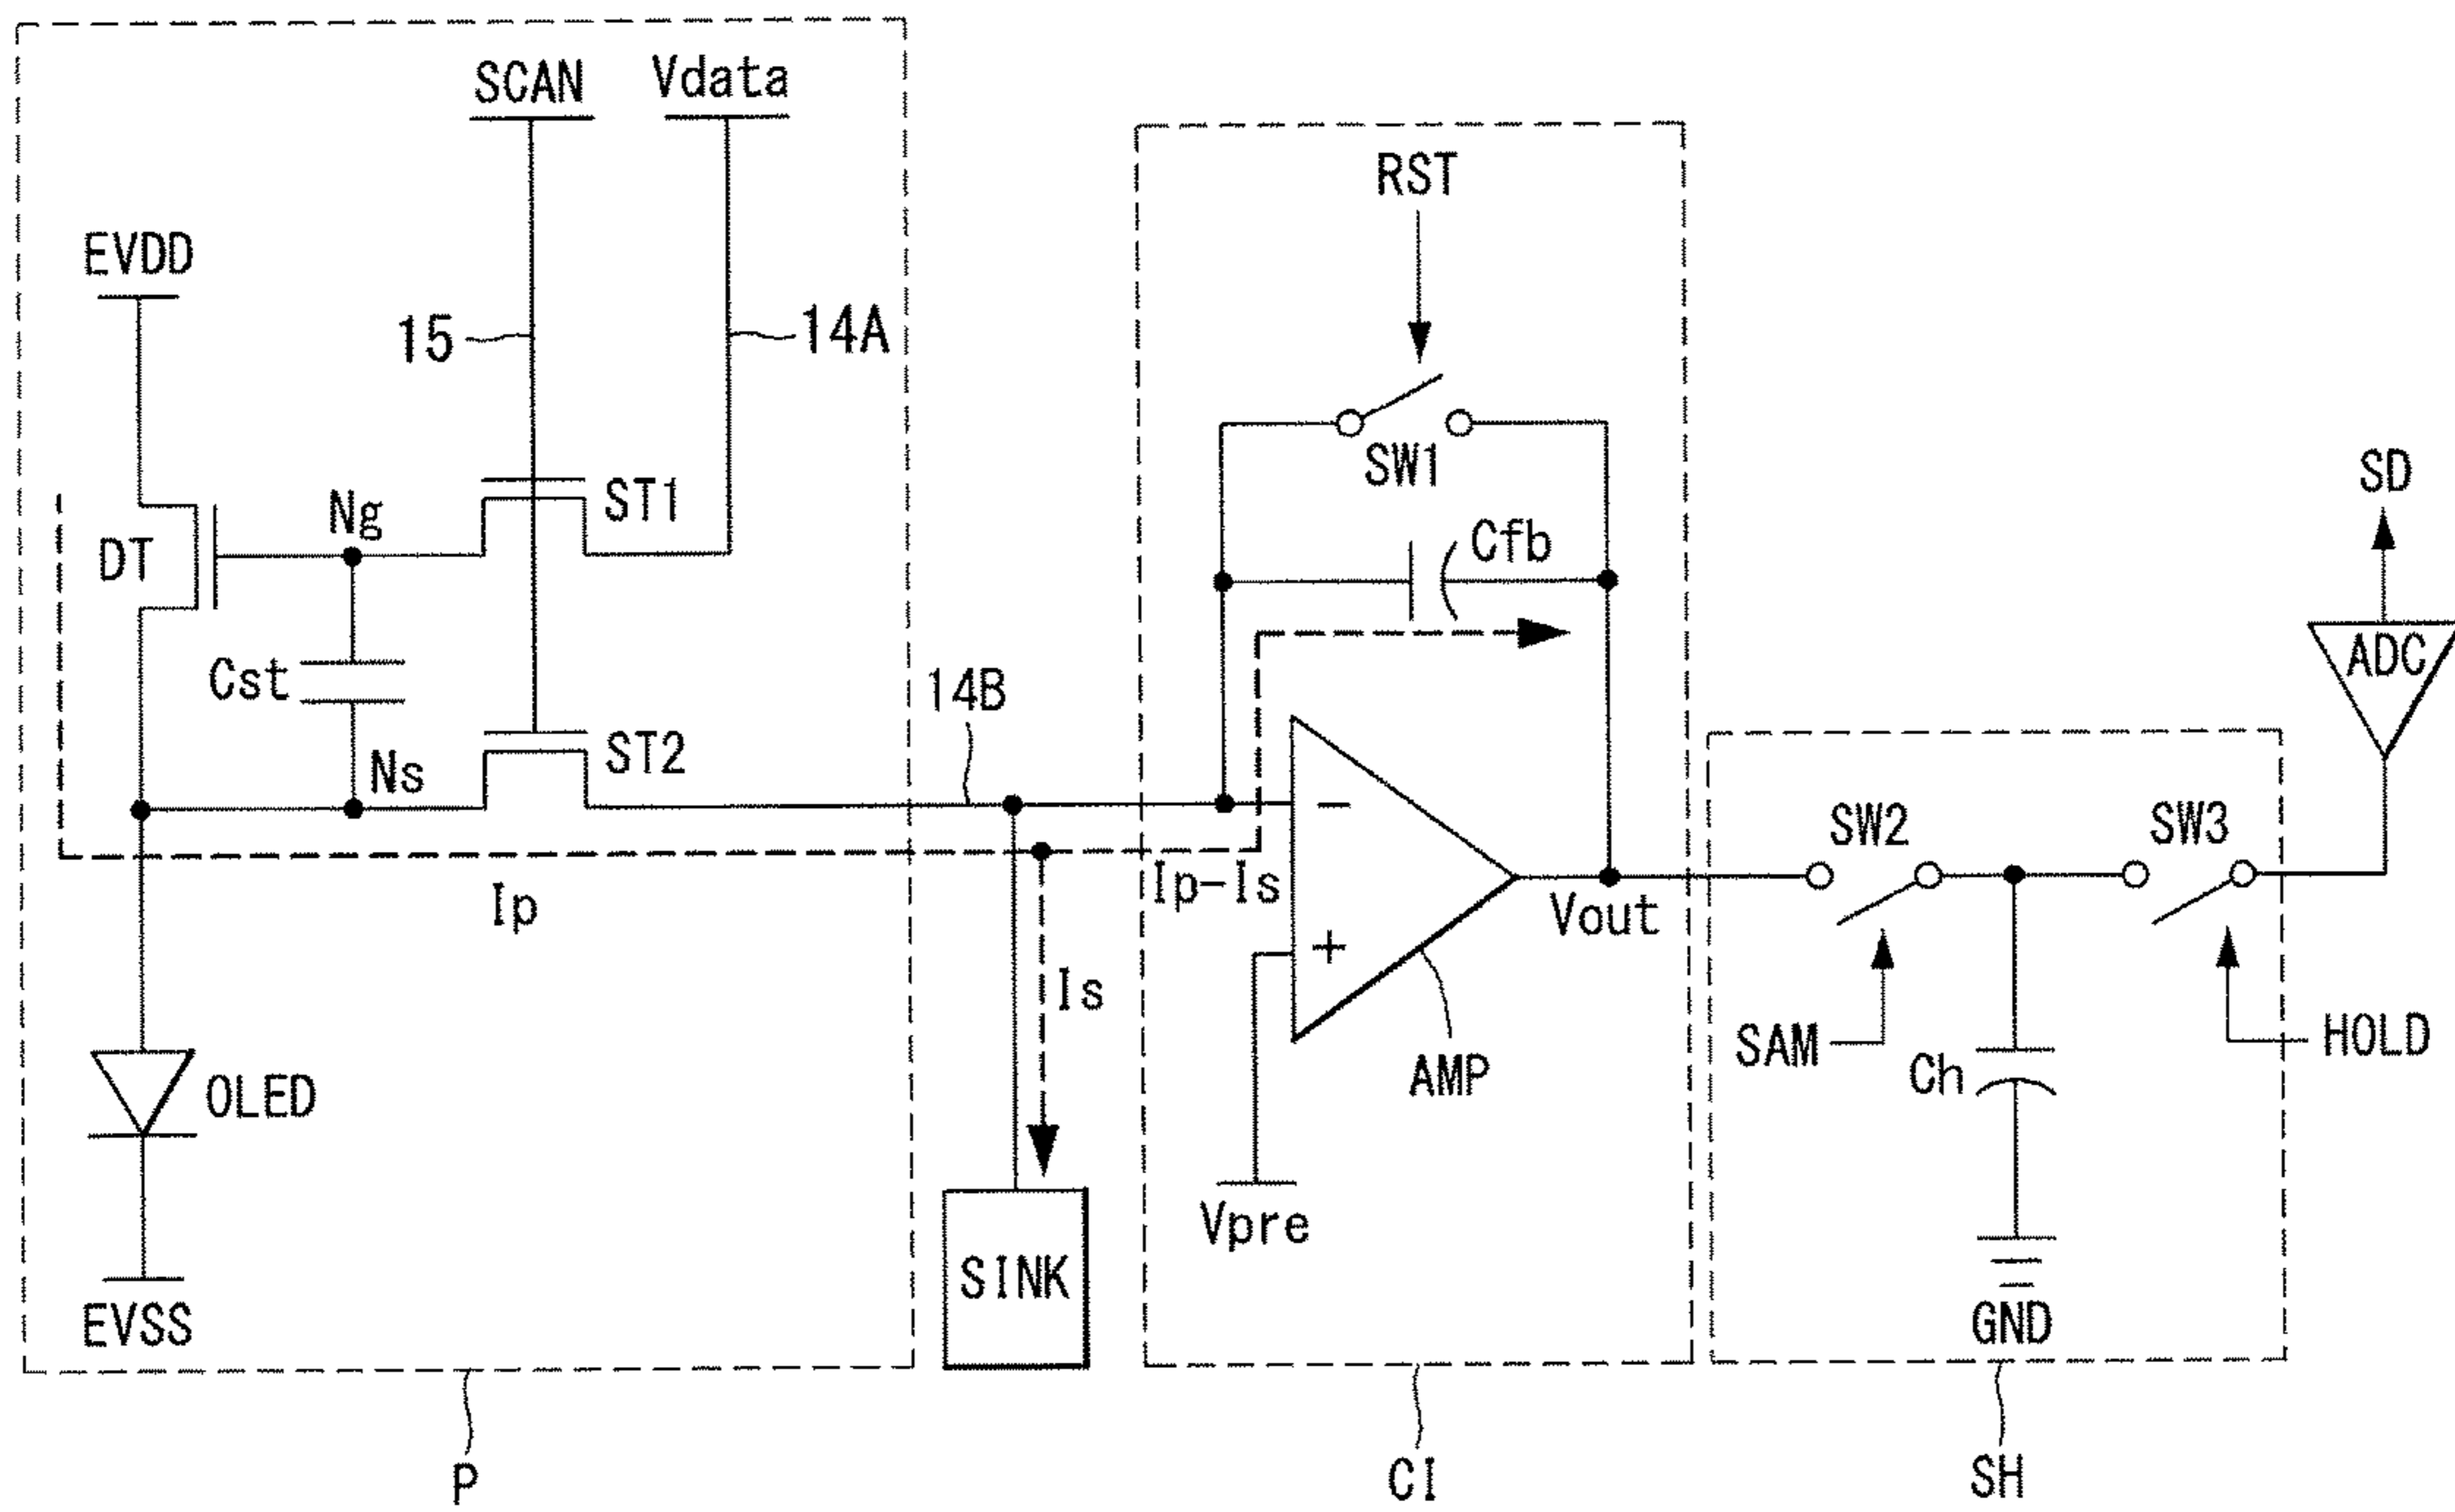 SCAN
Vdata
RST
EVDD
15
14A
SW1
SD
Ng
ST1
DT
Cfb
ADC
Cst
14B
ST2
Ns
-
SW2
SW3
Ip
Ip-Is
Vout
+
Is
SAM
HOLD
Ch
AMP
OLED
Vpre
SINK
EVSS
GND
P
CI
SH